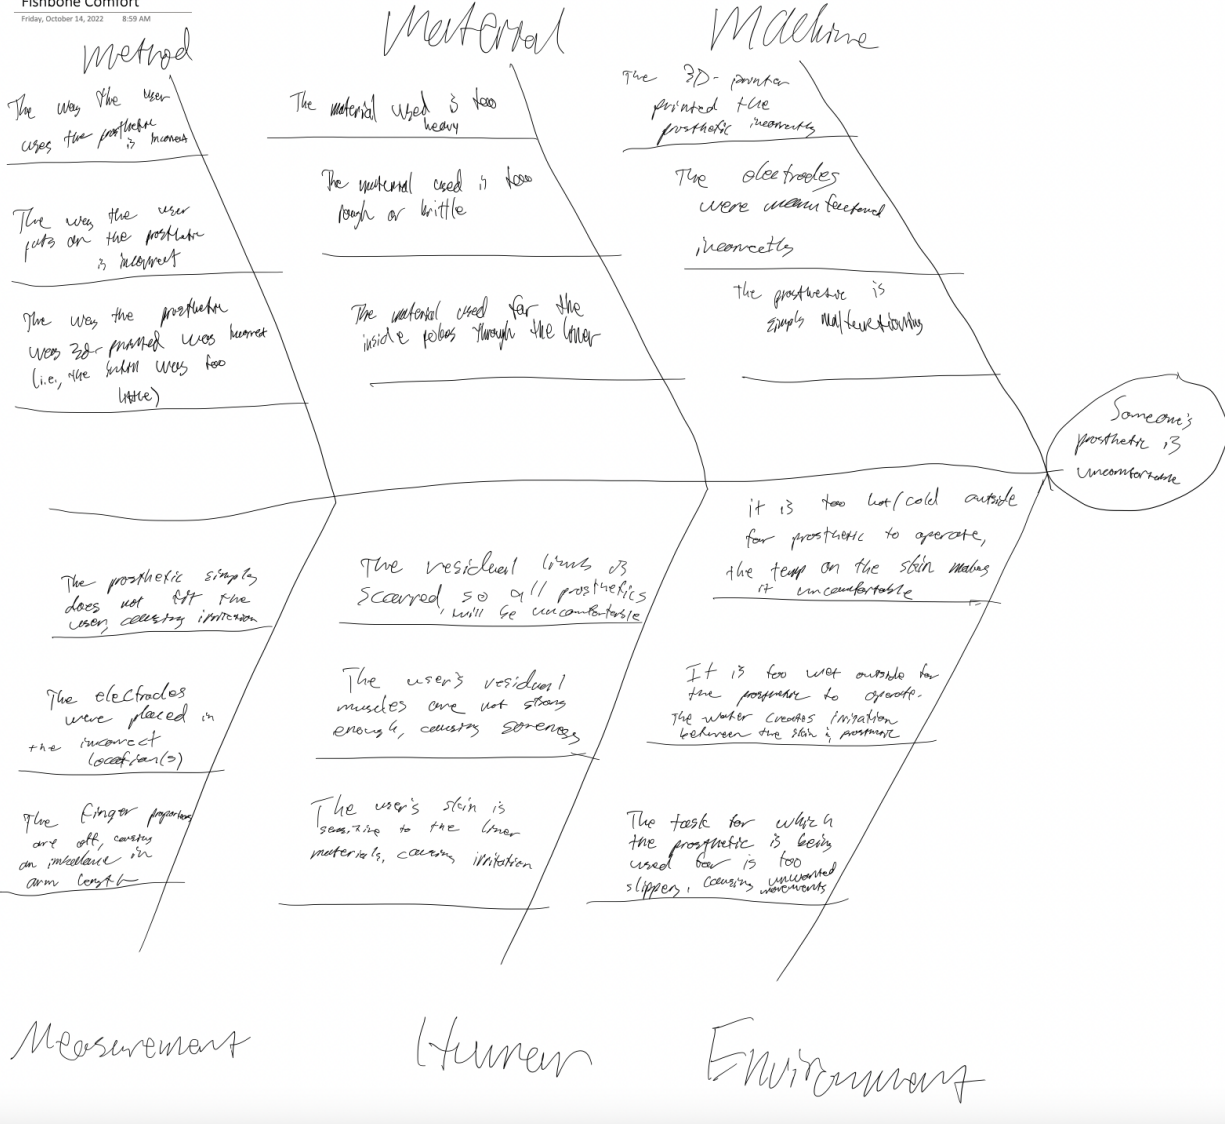 Fishbone Comfort
Friday, October 14, 2022 8:59 AM
Method
The way the user
uses the prosthetic
is incorrect
The way the user
puts on the prosthetic
is incorrect
The way the prosthetic
was 3d-printed was incorrect
(i.e., the infill was too
little)
Material
The material used is too
heavy
The material used is too
rough or brittle
The material used for the
inside pokes through the liner
Machine
The 3D-printer
printed the
prosthetic incorrectly
The electrodes
were manufactured
incorrectly
The prosthetic is
simply malfunctioning
Someone's
prosthetic is
uncomfortable
The prosthetic simply
does not fit the
user, causing irritation
The electrodes
were placed in
the incorrect
location(s)
The finger proportions
are off, causing
an imbalance in
arm length
Measurement
The residual limb is
scarred so all prosthetics
will be uncomfortable
The user's residual
muscles are not strong
enough, causing soreness
The user's skin is
sensitive to the liner
materials, causing irritation
Human
it is too hot/cold outside
for prosthetic to operate,
the temp on the skin making
it uncomfortable
It is too wet outside for
the prosthetic to operate.
The water creates irritation
between the skin & prosthetic
The task for which
the prosthetic is being
used for is too
slippery, causing unwanted
movements
Environment